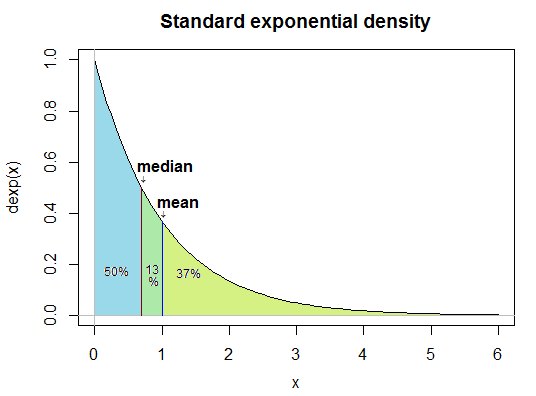 Standard exponential density
dexp(x)
1.0
0.8
0.6
0.4
0.2
0.0
median
mean
50%
13
%
37%
0 1 2 3 4 5 6
x